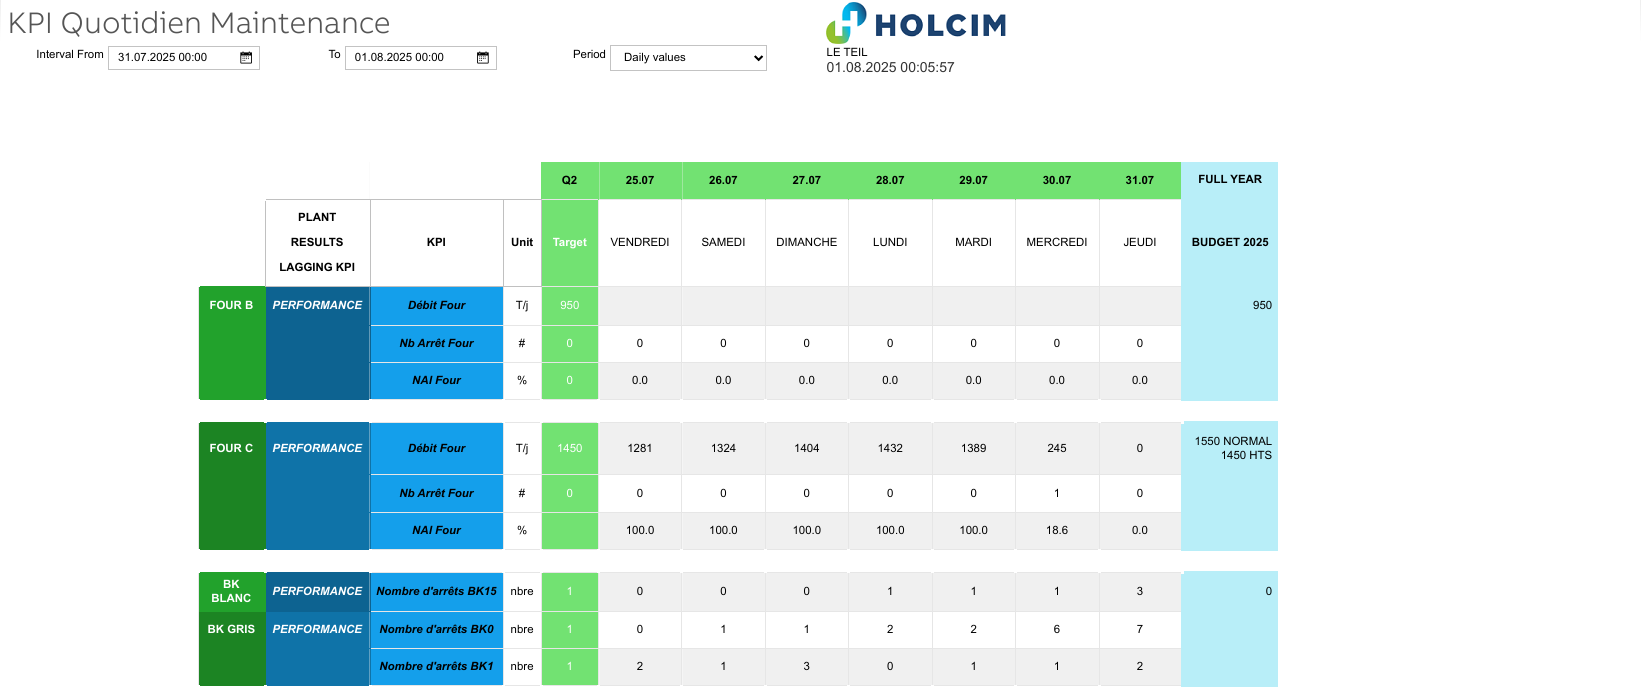 KPI Quotidien Maintenance
HOLCIM
Interval From 31.07.2025 00:00 To 01.08.2025 00:00 Period Daily values
LE TEIL
01.08.2025 00:05:57
Q2 25.07 26.07 27.07 28.07 29.07 30.07 31.07 FULL YEAR
PLANT
RESULTS KPI Unit Target VENDREDI SAMEDI DIMANCHE LUNDI MARDI MERCREDI JEUDI BUDGET 2025
LAGGING KPI
FOUR B PERFORMANCE Débit Four T/j 950 950
Nb Arrêt Four # 0 0 0 0 0 0 0 0
NAI Four % 0 0.0 0.0 0.0 0.0 0.0 0.0 0.0
FOUR C PERFORMANCE Débit Four T/j 1450 1281 1324 1404 1432 1389 245 0 1550 NORMAL
1450 HTS
Nb Arrêt Four # 0 0 0 0 0 0 1 0
NAI Four % 100.0 100.0 100.0 100.0 100.0 18.6 0.0
BK
BLANC PERFORMANCE Nombre d'arrêts BK15 nbre 1 0 0 0 1 1 1 3 0
BK GRIS PERFORMANCE Nombre d'arrêts BK0 nbre 1 0 1 1 2 2 6 7
Nombre d'arrêts BK1 nbre 1 2 1 3 0 1 1 2